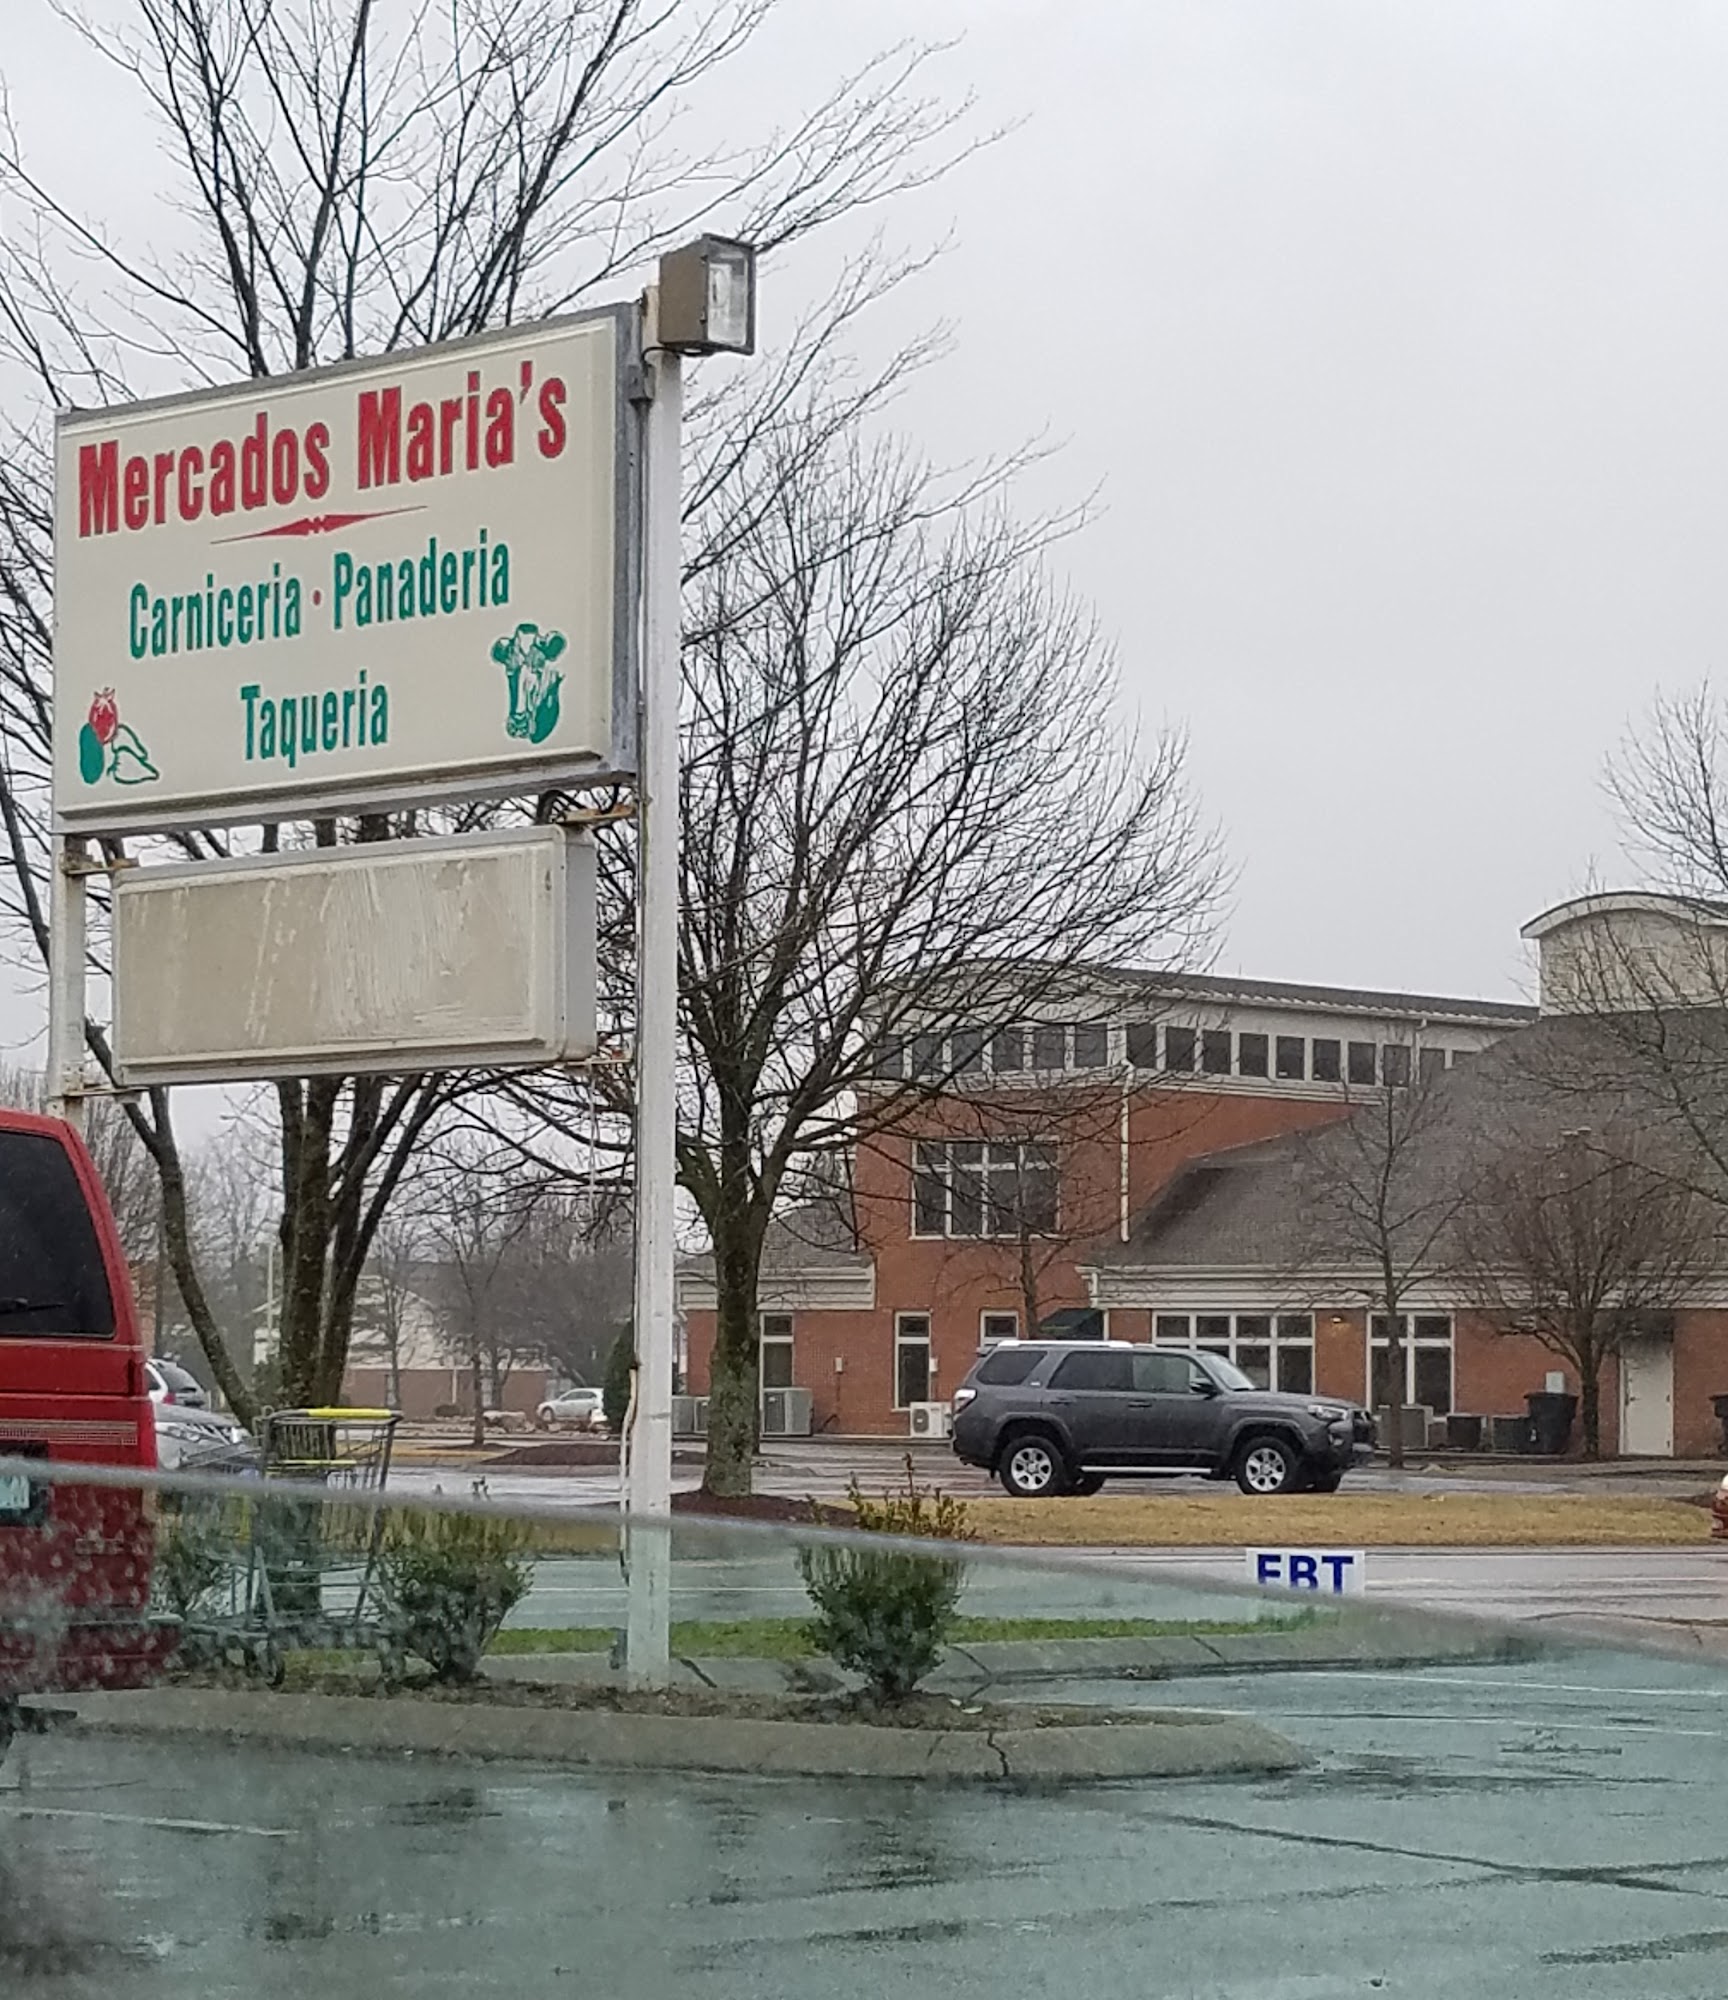 Mercados Maria's
Carniceria · Panaderia
Taqueria
EBT